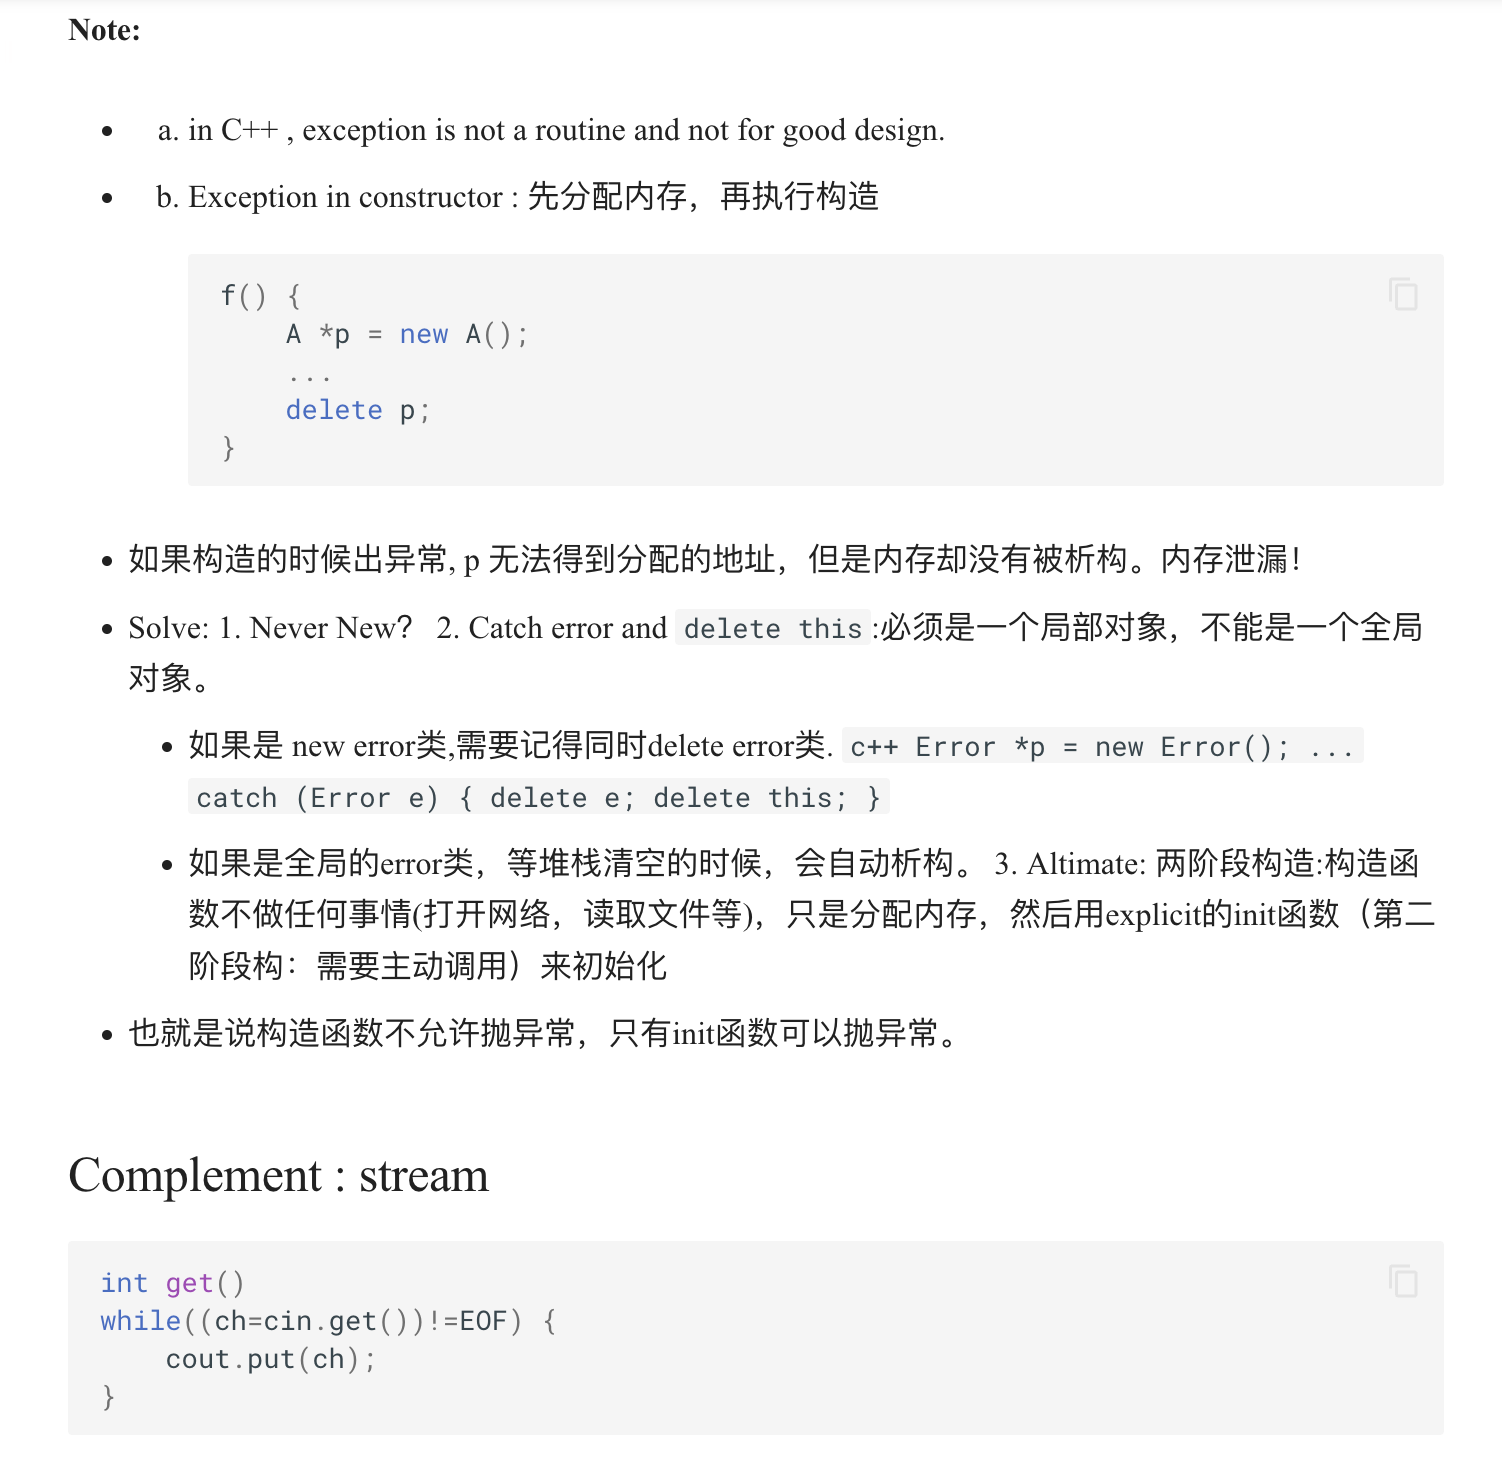 Note:
a. in C++ , exception is not a routine and not for good design.
b. Exception in constructor : 先分配内存，再执行构造
f() {
    A *p = new A();
    ...
    delete p;
}
如果构造的时候出异常, p 无法得到分配的地址，但是内存却没有被析构。内存泄漏！
Solve: 1. Never New？ 2. Catch error and delete this :必须是一个局部对象，不能是一个全局
对象。
如果是 new error类,需要记得同时delete error类. c++ Error *p = new Error(); ...
catch (Error e) { delete e; delete this; }
如果是全局的error类，等堆栈清空的时候，会自动析构。 3. Altimate: 两阶段构造:构造函
数不做任何事情(打开网络，读取文件等)，只是分配内存，然后用explicit的init函数（第二
阶段构：需要主动调用）来初始化
也就是说构造函数不允许抛异常，只有init函数可以抛异常。
Complement : stream
int get()
while((ch=cin.get())!=EOF) {
    cout.put(ch);
}